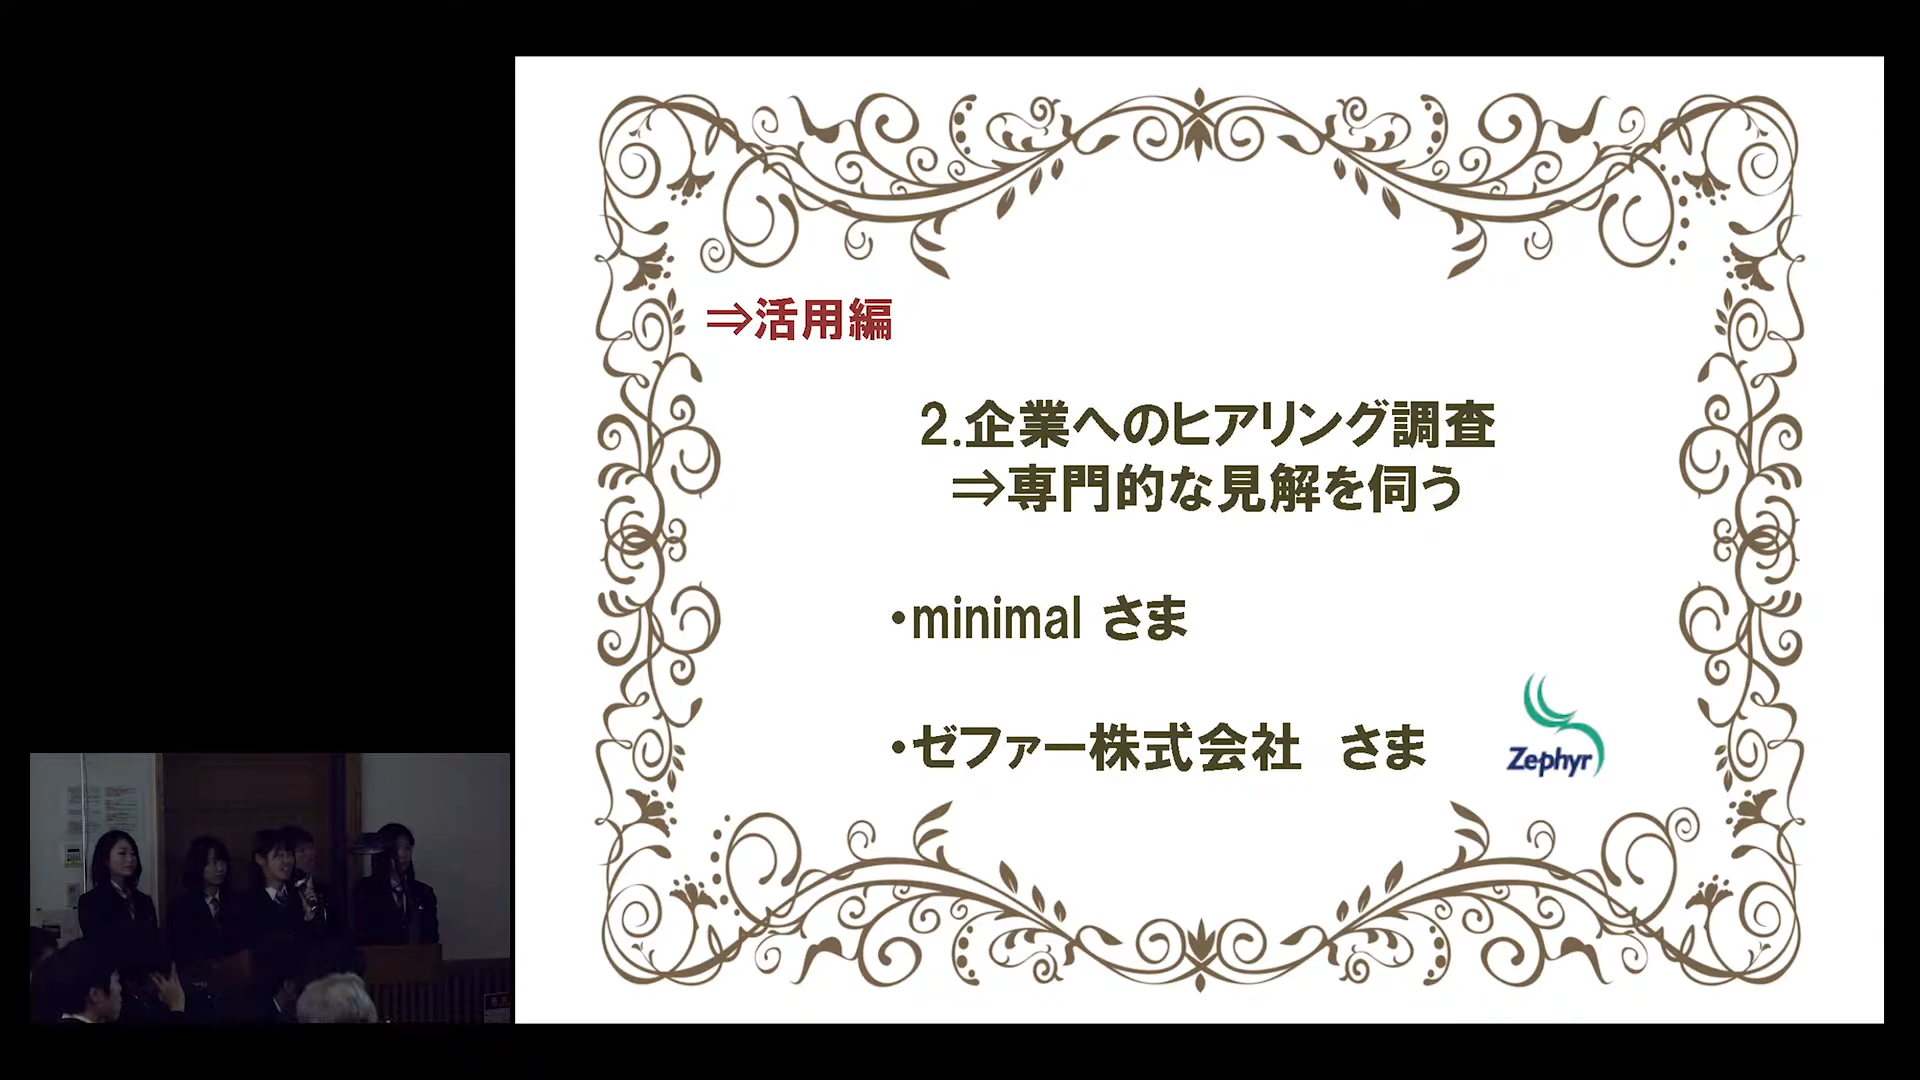 ⇒活用編
2.企業へのヒアリング調査
⇒専門的な見解を伺う
・minimal さま
・ゼファー株式会社　さま
Zephyr